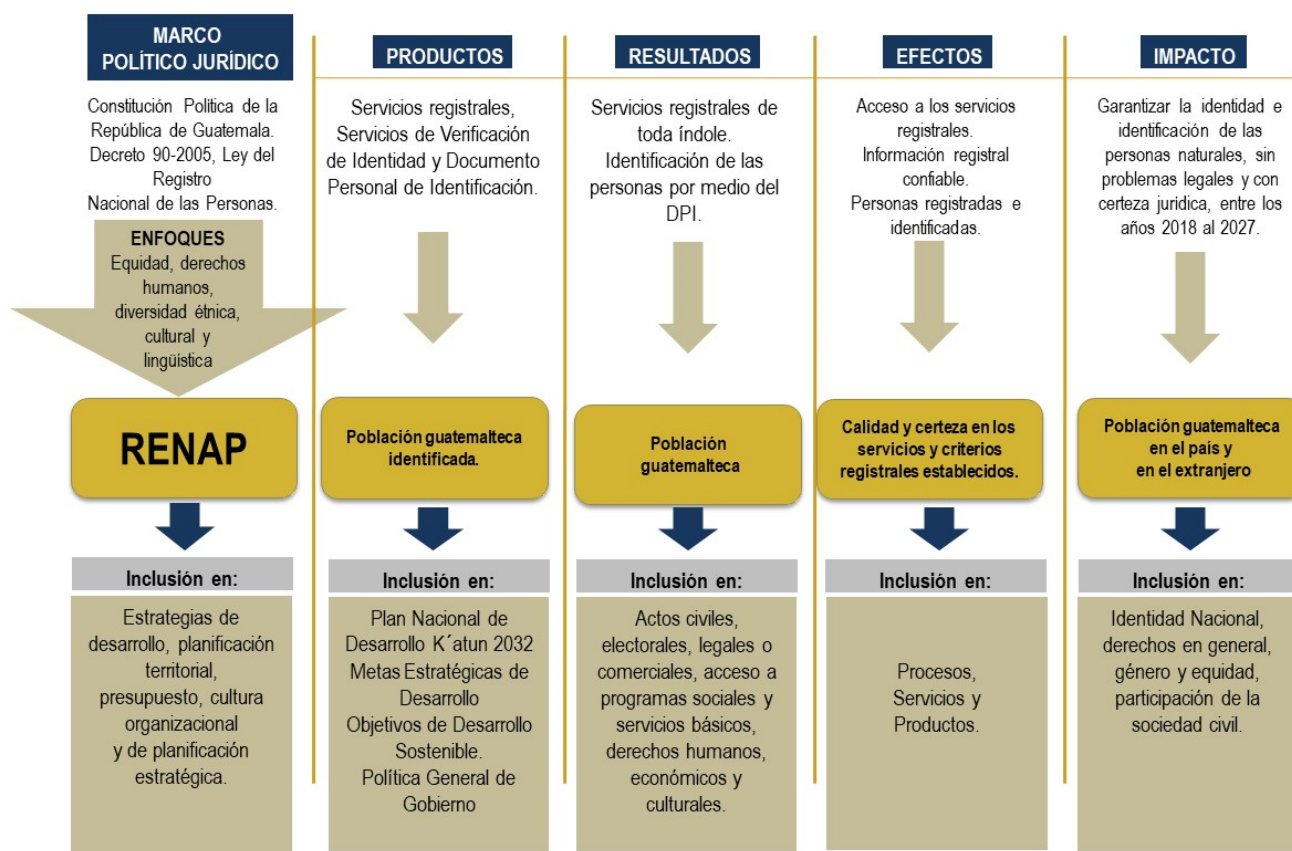 MARCO
POLÍTICO JURÍDICO
Constitución Politica de la
República de Guatemala.
Decreto 90-2005, Ley del
Registro
Nacional de las Personas.
ENFOQUES
Equidad, derechos
humanos,
diversidad étnica,
cultural y
lingüística
RENAP
Inclusión en:
Estrategias de
desarrollo, planificación
territorial,
presupuesto, cultura
organizacional
y de planificación
estratégica.
PRODUCTOS
Servicios registrales,
Servicios de Verificación
de Identidad y Documento
Personal de Identificación.
Población guatemalteca
identificada.
Inclusión en:
Plan Nacional de
Desarrollo K´atun 2032
Metas Estratégicas de
Desarrollo
Objetivos de Desarrollo
Sostenible.
Política General de
Gobierno
RESULTADOS
Servicios registrales de
toda índole.
Identificación de las
personas por medio del
DPI.
Población
guatemalteca
Inclusión en:
Actos civiles,
electorales, legales o
comerciales, acceso a
programas sociales y
servicios básicos,
derechos humanos,
económicos y
culturales.
EFECTOS
Acceso a los servicios
registrales.
Información registral
confiable.
Personas registradas e
identificadas.
Calidad y certeza en los
servicios y criterios
registrales establecidos.
Inclusión en:
Procesos,
Servicios y
Productos.
IMPACTO
Garantizar la identidad e
identificación de las
personas naturales, sin
problemas legales y con
certeza jurídica, entre los
años 2018 al 2027.
Población guatemalteca
en el país y
en el extranjero
Inclusión en:
Identidad Nacional,
derechos en general,
género y equidad,
participación de la
sociedad civil.